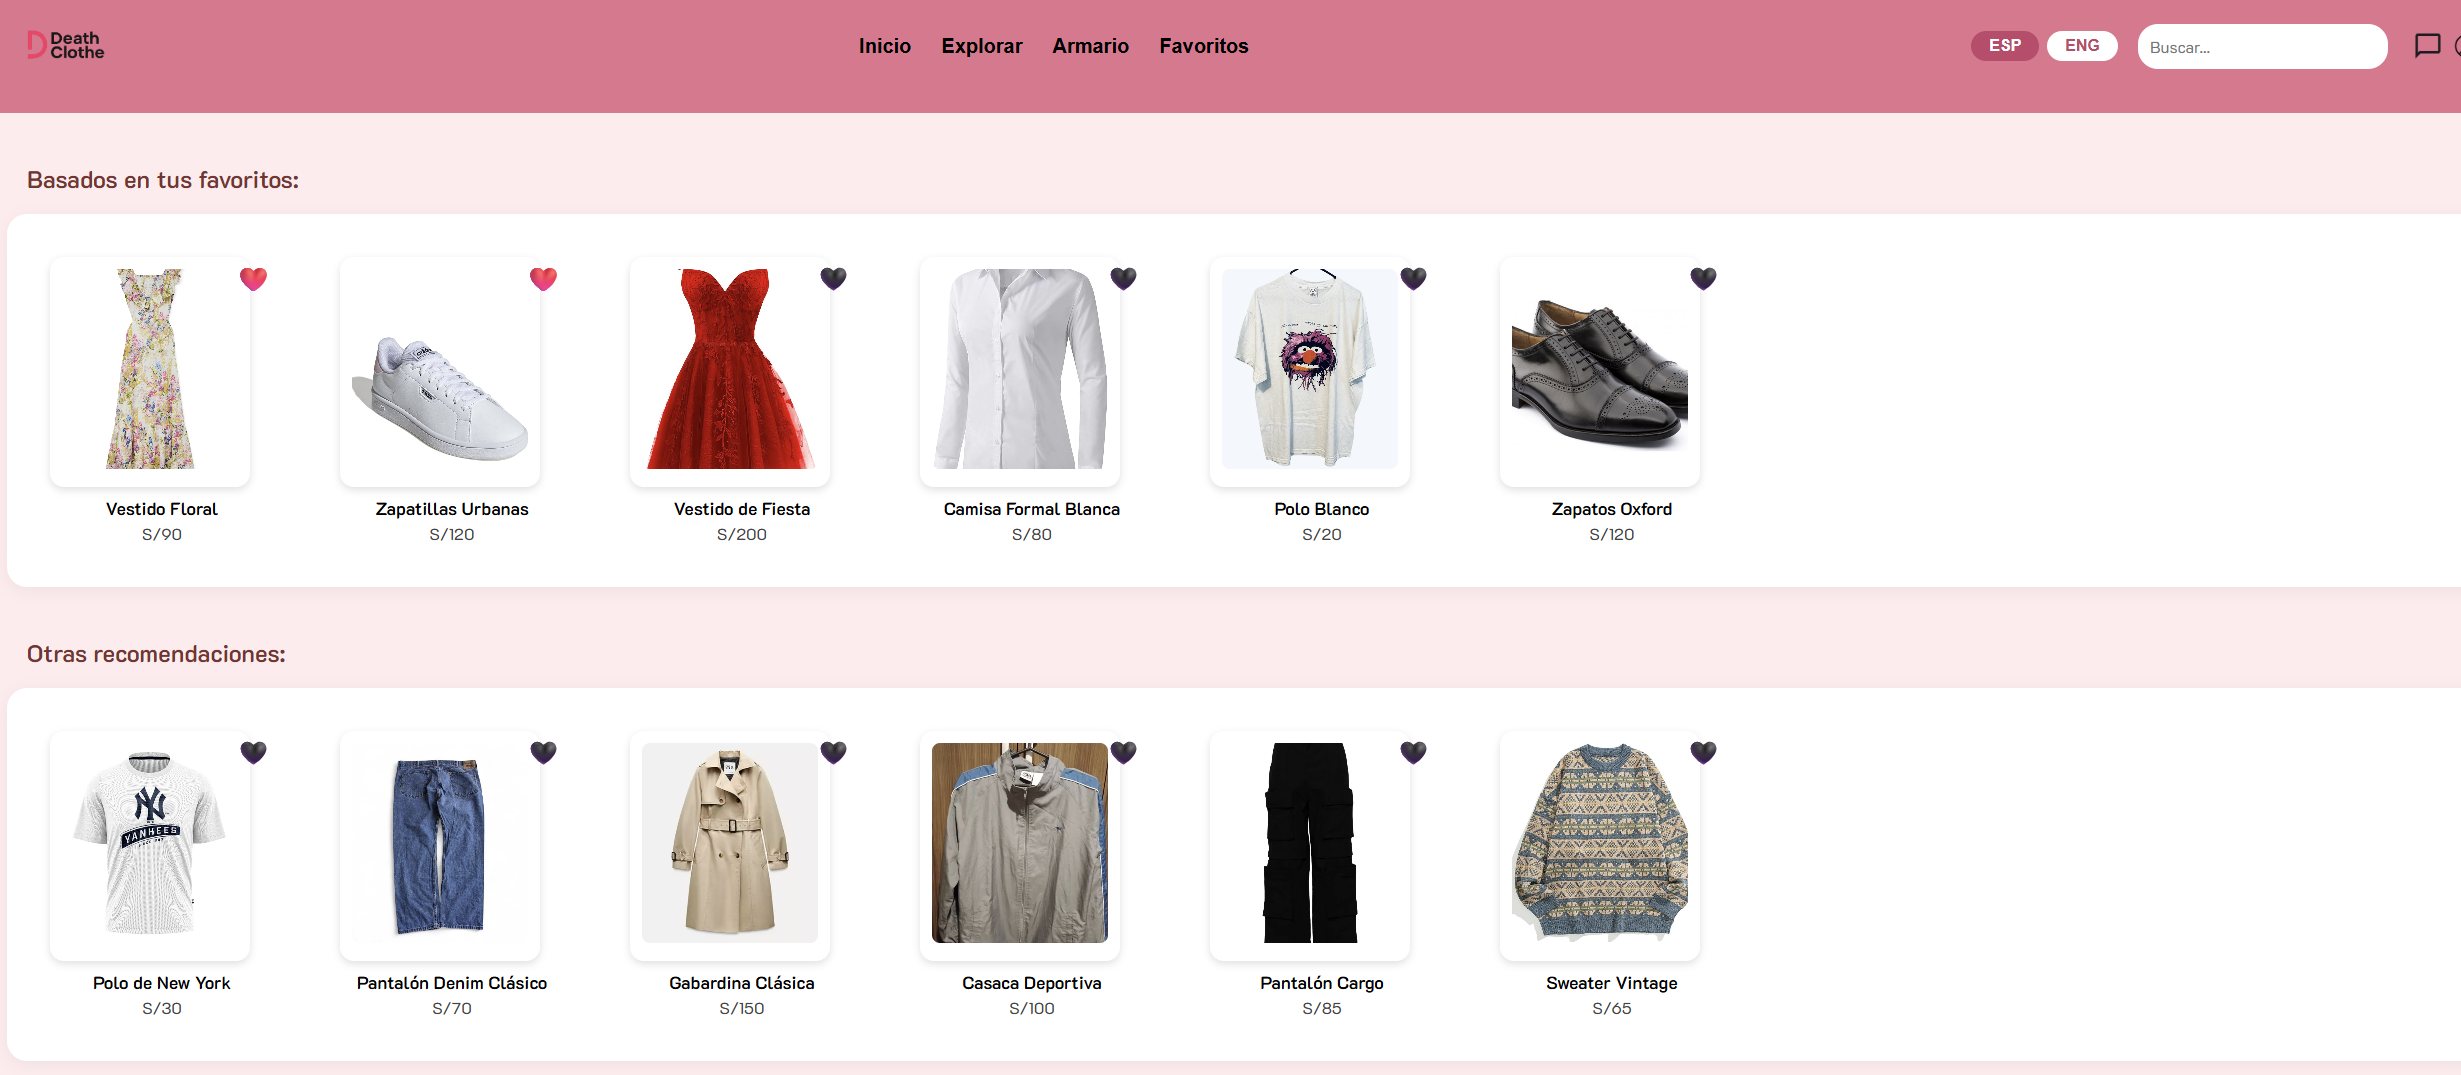 Death
Clothe
Inicio Explorar Armario Favoritos
ESP ENG Buscar...
Basados en tus favoritos:
Vestido Floral Zapatillas Urbanas Vestido de Fiesta Camisa Formal Blanca Polo Blanco Zapatos Oxford
S/90 S/120 S/200 S/80 S/20 S/120
Otras recomendaciones:
NY
YANKEES
Polo de New York Pantalón Denim Clásico Gabardina Clásica Casaca Deportiva Pantalón Cargo Sweater Vintage
S/30 S/70 S/150 S/100 S/85 S/65